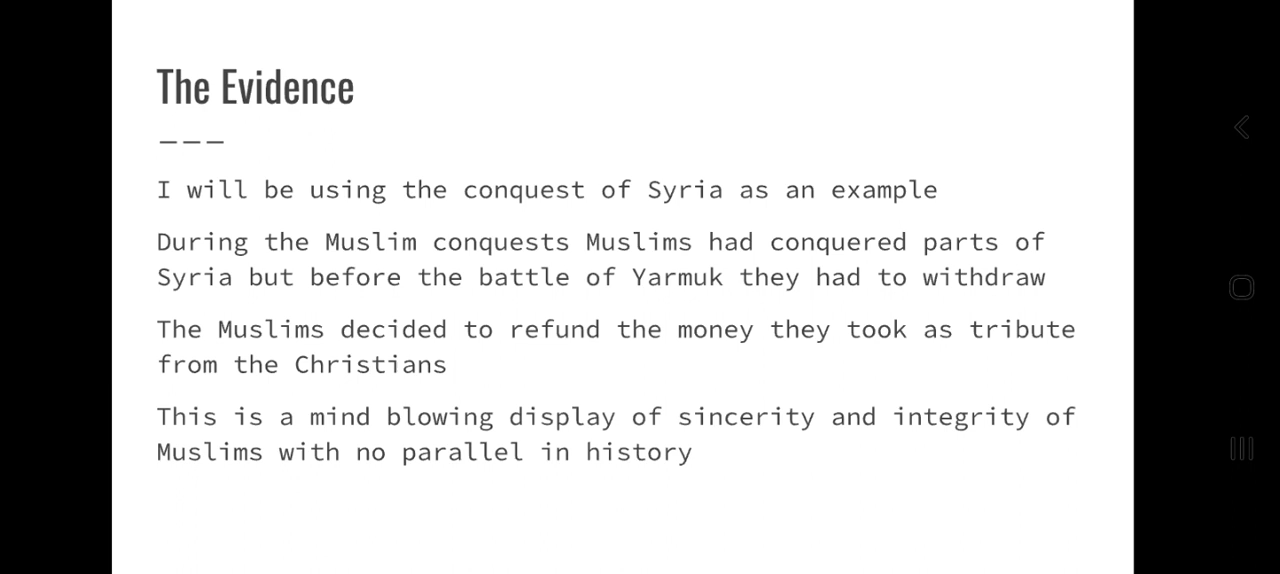 The Evidence
———
I will be using the conquest of Syria as an example
During the Muslim conquests Muslims had conquered parts of
Syria but before the battle of Yarmuk they had to withdraw
The Muslims decided to refund the money they took as tribute
from the Christians
This is a mind blowing display of sincerity and integrity of
Muslims with no parallel in history